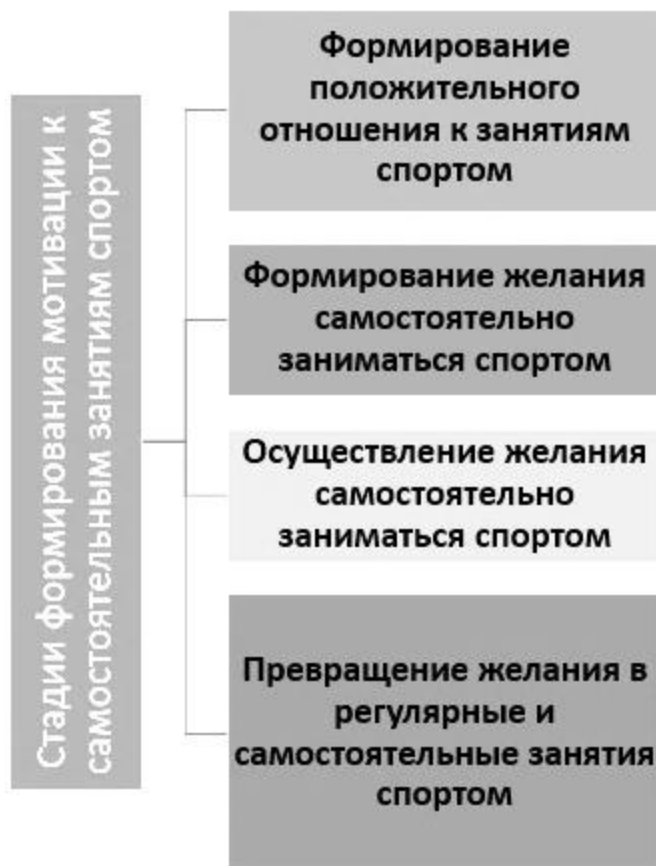 Стадии формирования мотивации к
самостоятельным занятиям спортом
Формирование
положительного
отношения к занятиям
спортом
Формирование желания
самостоятельно
заниматься спортом
Осуществление желания
самостоятельно
заниматься спортом
Превращение желания в
регулярные и
самостоятельные занятия
спортом